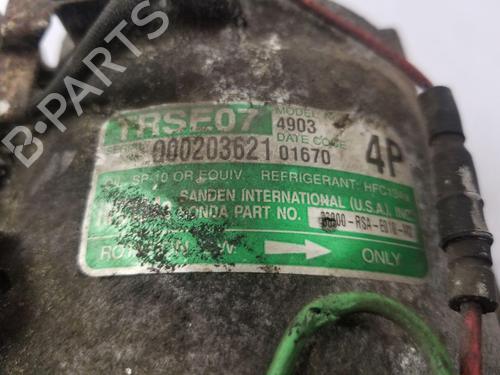 TRSE07
MODEL
4903
DATE CODE
000203621 01670 4P
SP-10 OR EQUIV. REFRIGERANT:
SANDEN INTERNATIONAL (U.S.A.) INC.
HONDA PART NO.
ONLY
B-PARTS